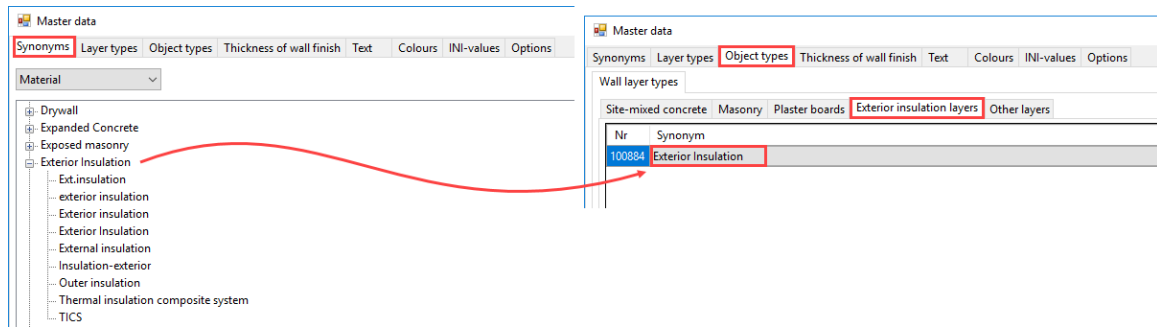 Master data
Synonyms Layer types Object types Thickness of wall finish Text Colours INI-values Options
Material
Drywall
Expanded Concrete
Exposed masonry
Exterior Insulation
Ext.insulation
exterior insulation
Exterior insulation
Exterior Insulation
External insulation
Insulation-exterior
Outer insulation
Thermal insulation composite system
TICS
Master data
Synonyms Layer types Object types Thickness of wall finish Text Colours INI-values Options
Wall layer types
Site-mixed concrete Masonry Plaster boards Exterior insulation layers Other layers
Nr Synonym
100884 Exterior Insulation